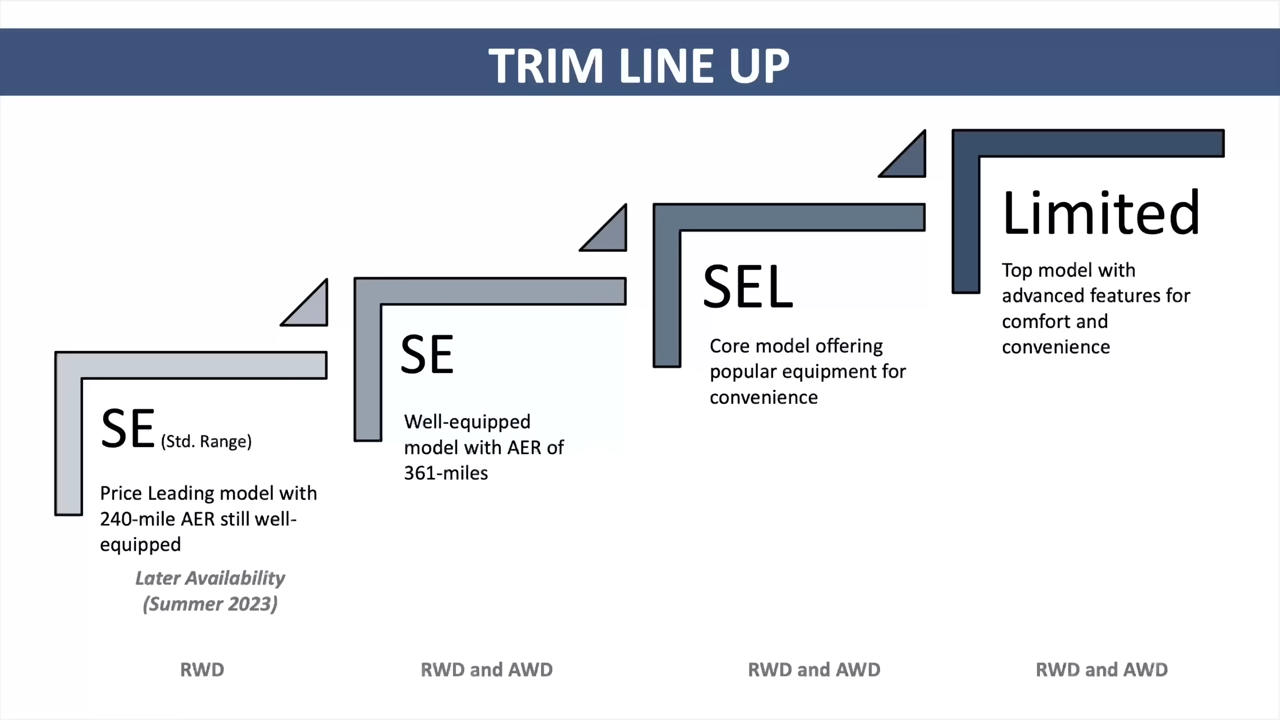 TRIM LINE UP
SE (Std. Range)
Price Leading model with
240-mile AER still well-
equipped
Later Availability
(Summer 2023)
RWD
SE
Well-equipped
model with AER of
361-miles
RWD and AWD
SEL
Core model offering
popular equipment for
convenience
RWD and AWD
Limited
Top model with
advanced features for
comfort and
convenience
RWD and AWD